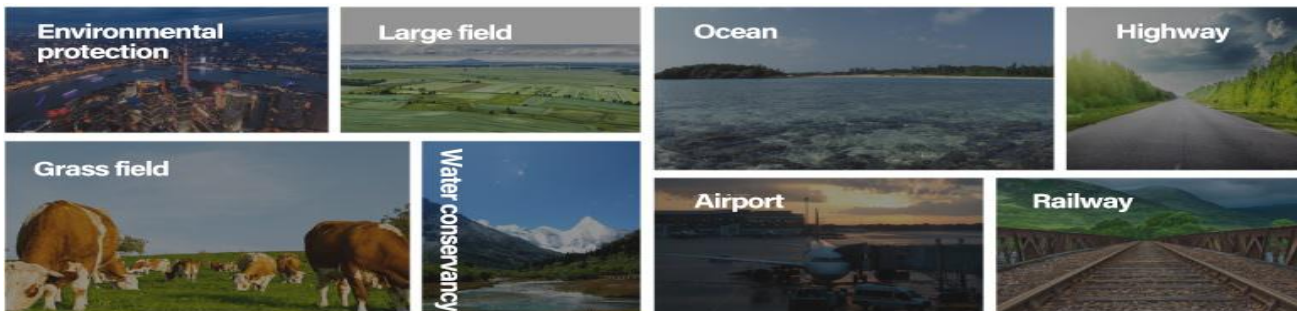 Environmental
protection
Large field
Ocean
Highway
Grass field
Water conservancy
Airport
Railway